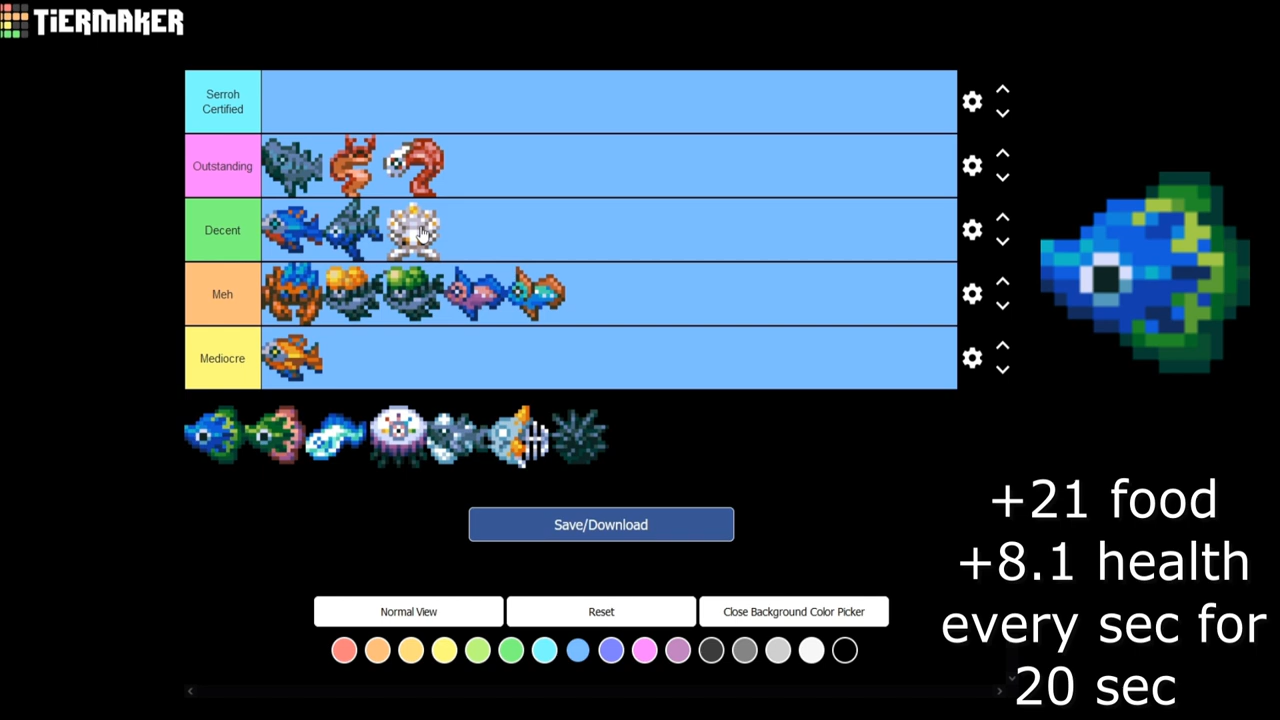 TiERMAKER
Serroh
Certified
Outstanding
Decent
Meh
Mediocre
Save/Download
Normal View
Reset
Close Background Color Picker
+21 food
+8.1 health
every sec for
20 sec